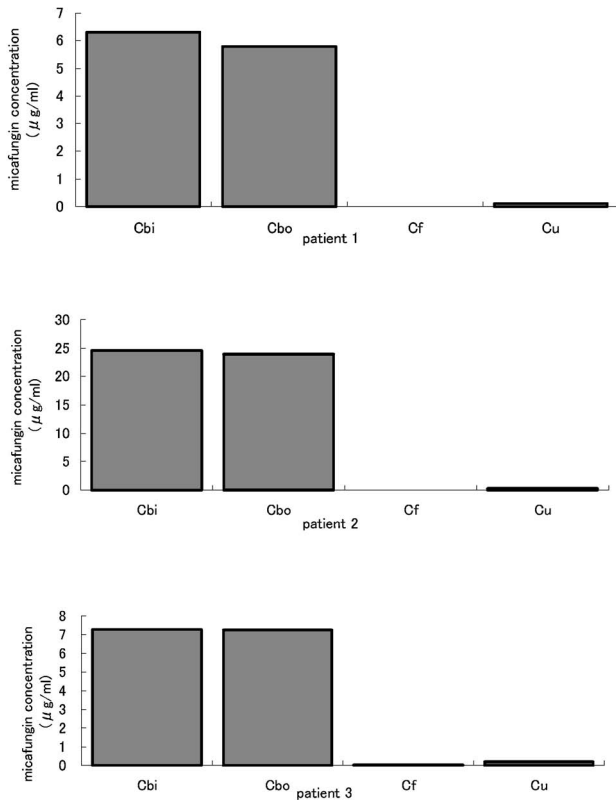 micafungin concentration
(μg/ml)
7
6
5
4
3
2
1
0
Cbi Cbo Cf Cu
patient 1
micafungin concentration
(μg/ml)
30
25
20
15
10
5
0
Cbi Cbo Cf Cu
patient 2
micafungin concentration
(μg/ml)
8
7
6
5
4
3
2
1
0
Cbi Cbo Cf Cu
patient 3